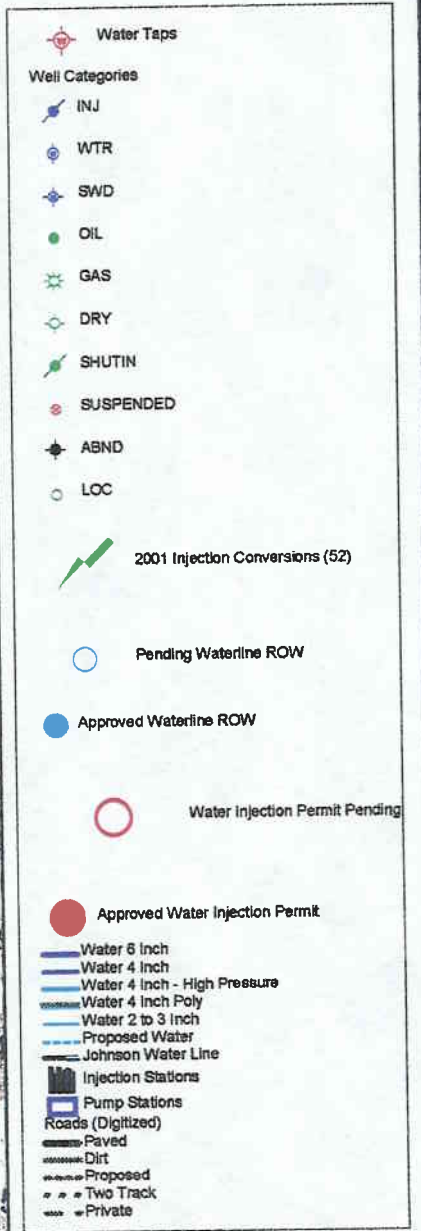 Water Taps
Well Categories
INJ
WTR
SWD
OIL
GAS
DRY
SHUTIN
SUSPENDED
ABND
LOC
2001 Injection Conversions (52)
Pending Waterline ROW
Approved Waterline ROW
Water Injection Permit Pending
Approved Water Injection Permit
Water 6 Inch
Water 4 Inch
Water 4 Inch - High Pressure
Water 4 Inch Poly
Water 2 to 3 Inch
Proposed Water
Johnson Water Line
Injection Stations
Pump Stations
Roads (Digitized)
Paved
Dirt
Proposed
Two Track
Private